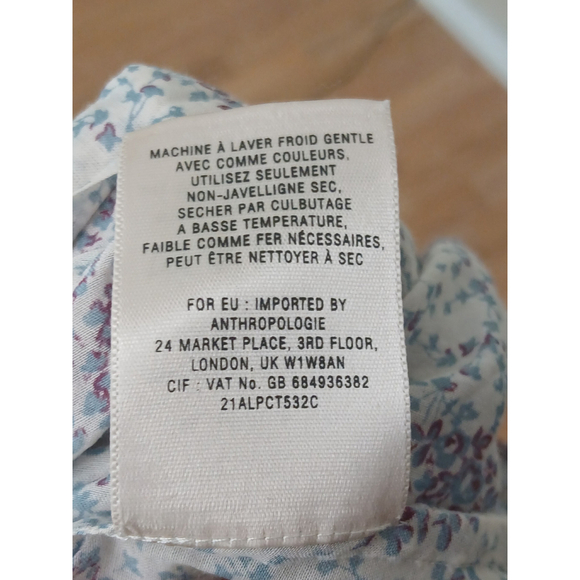 MACHINE À LAVER FROID GENTLE
AVEC COMME COULEURS,
UTILISEZ SEULEMENT
NON-JAVELLIGNE SEC,
SECHER PAR CULBUTAGE
A BASSE TEMPERATURE,
FAIBLE COMME FER NÉCESSAIRES,
PEUT ÊTRE NETTOYER À SEC
FOR EU : IMPORTED BY
ANTHROPOLOGIE
24 MARKET PLACE, 3RD FLOOR,
LONDON, UK W1W8AN
CIF : VAT No. GB 684936382
21ALPCT532C